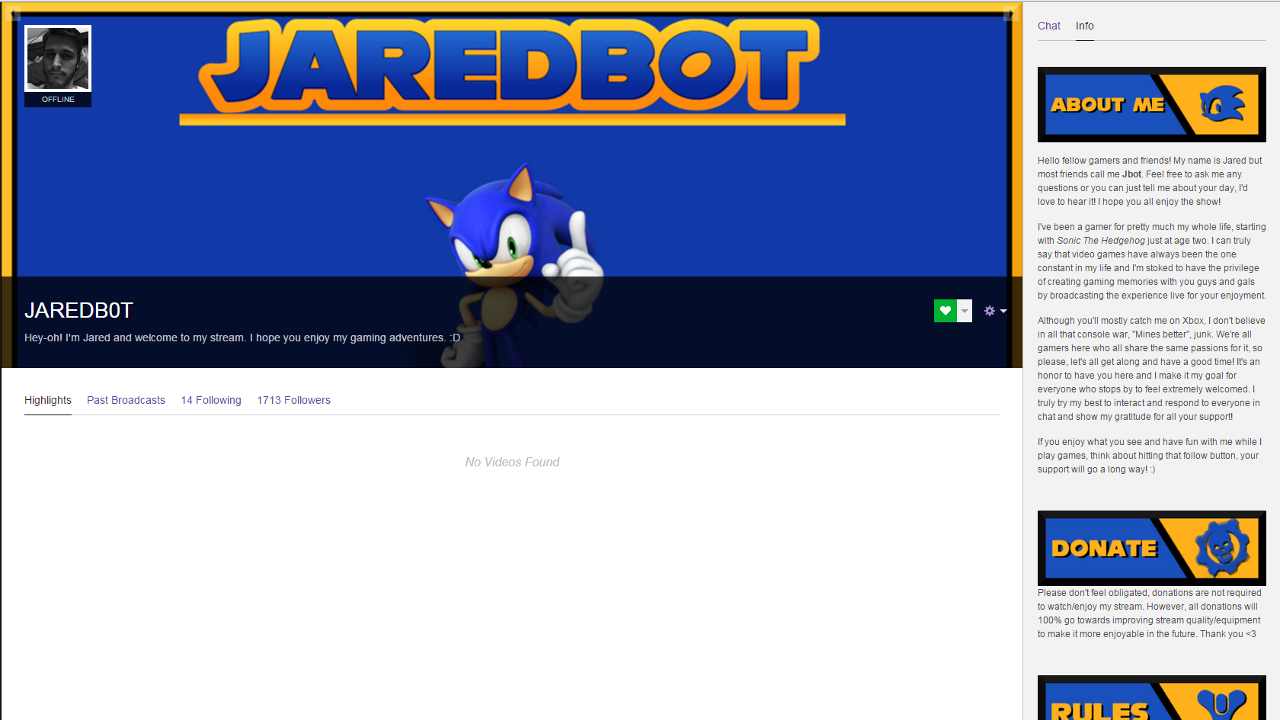 JAREDBOT
OFFLINE
JAREDB0T
Hey-oh! I'm Jared and welcome to my stream. I hope you enjoy my gaming adventures. :D
Highlights
Past Broadcasts
14 Following
1713 Followers
No Videos Found
Chat
Info
ABOUT ME
Hello fellow gamers and friends! My name is Jared but
most friends call me Jbot. Feel free to ask me any
questions or you can just tell me about your day, I'd
love to hear it! I hope you all enjoy the show!
I've been a gamer for pretty much my whole life, starting
with Sonic The Hedgehog just at age two. I can truly
say that video games have always been the one
constant in my life and I'm stoked to have the privilege
of creating gaming memories with you guys and gals
by broadcasting the experience live for your enjoyment.
Although you'll mostly catch me on Xbox, I don't believe
in all that console war, "Mines better", junk. We're all
gamers here who all share the same passions for it, so
please, let's all get along and have a good time! It's an
honor to have you here and I make it my goal for
everyone who stops by to feel extremely welcomed. I
truly try my best to interact and respond to everyone in
chat and show my gratitude for all your support!
If you enjoy what you see and have fun with me while I
play games, think about hitting that follow button, your
support will go a long way! :)
DONATE
Please don't feel obligated, donations are not required
to watch/enjoy my stream. However, all donations will
100% go towards improving stream quality/equipment
to make it more enjoyable in the future. Thank you <3
RULES